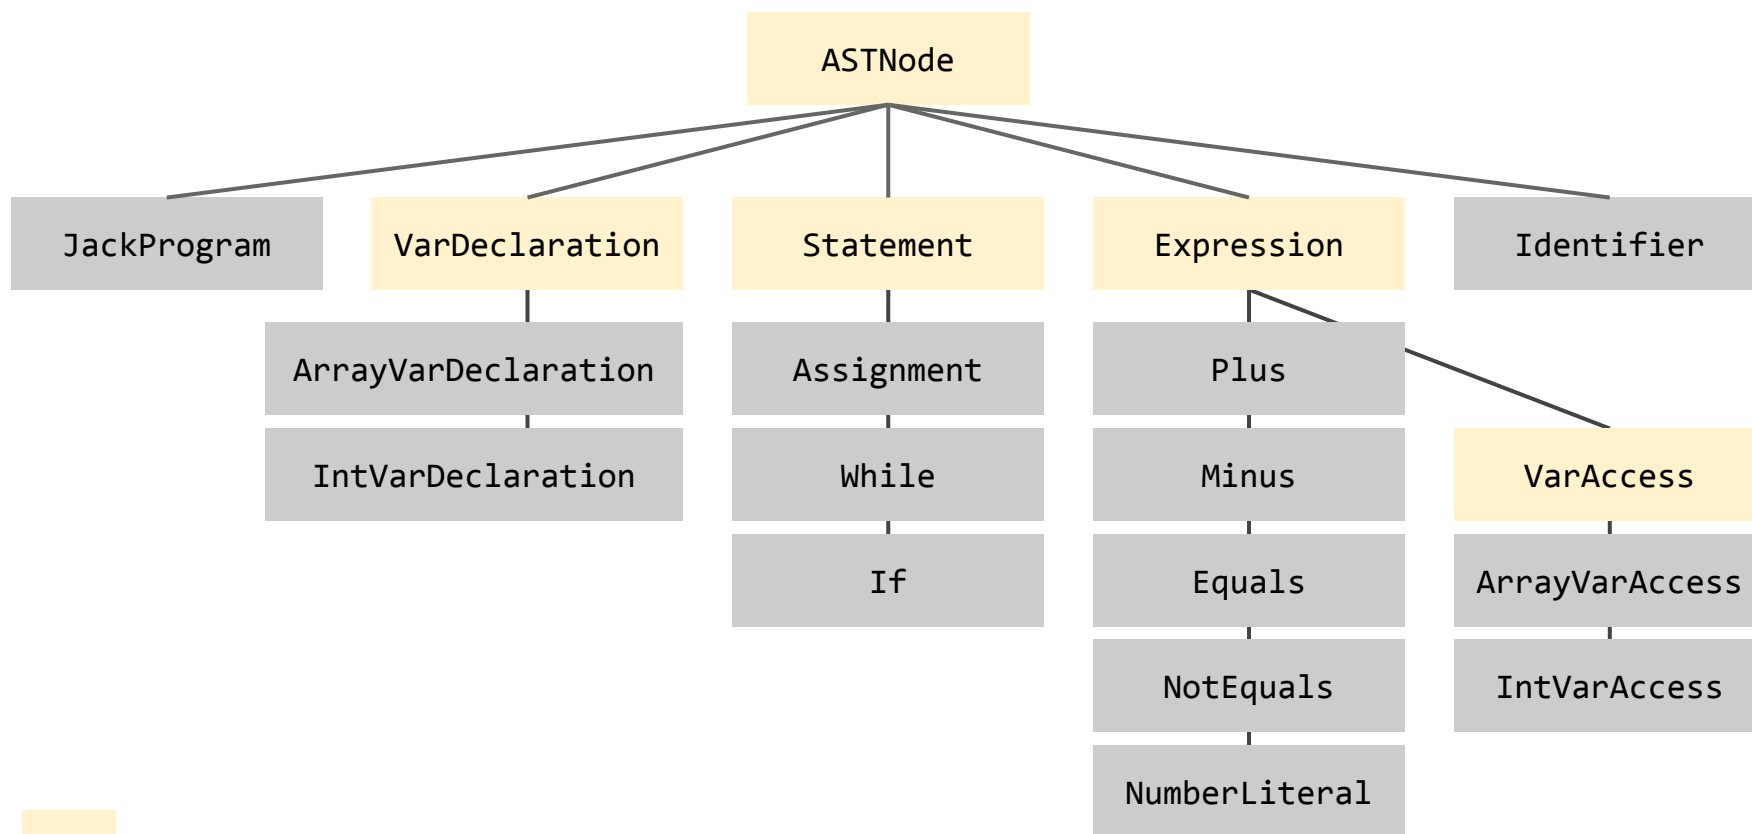 ASTNode
JackProgram
VarDeclaration
Statement
Expression
Identifier
ArrayVarDeclaration
Assignment
Plus
IntVarDeclaration
While
Minus
VarAccess
If
Equals
ArrayVarAccess
NotEquals
IntVarAccess
NumberLiteral